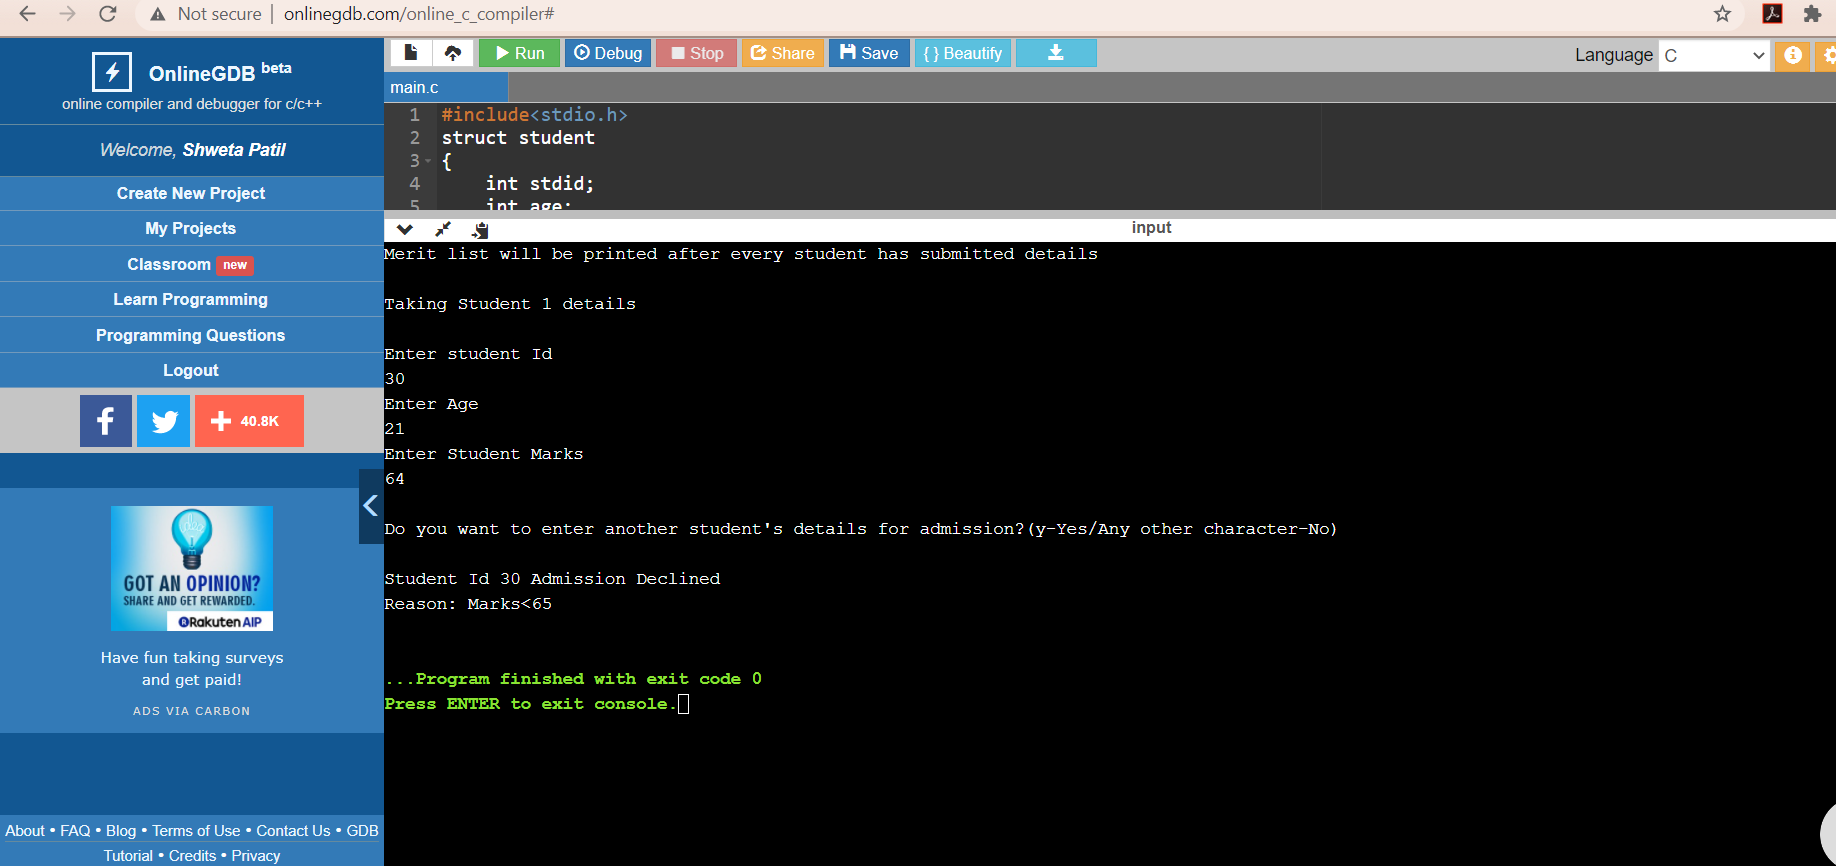 Not secure | onlinegdb.com/online_c_compiler#
OnlineGDB beta
online compiler and debugger for c/c++
Welcome, Shweta Patil
Create New Project
My Projects
Classroom new
Learn Programming
Programming Questions
Logout
40.8K
GOT AN OPINION?
SHARE AND GET REWARDED.
Rakuten AIP
Have fun taking surveys
and get paid!
ADS VIA CARBON
About • FAQ • Blog • Terms of Use • Contact Us • GDB
Tutorial • Credits • Privacy
Run Debug Stop Share Save { } Beautify
Language C
main.c
1 #include<stdio.h>
2 struct student
3 {
4 int stdid;
5 int age;
input
Merit list will be printed after every student has submitted details
Taking Student 1 details
Enter student Id
30
Enter Age
21
Enter Student Marks
64
Do you want to enter another student's details for admission?(y-Yes/Any other character-No)
Student Id 30 Admission Declined
Reason: Marks<65
...Program finished with exit code 0
Press ENTER to exit console.